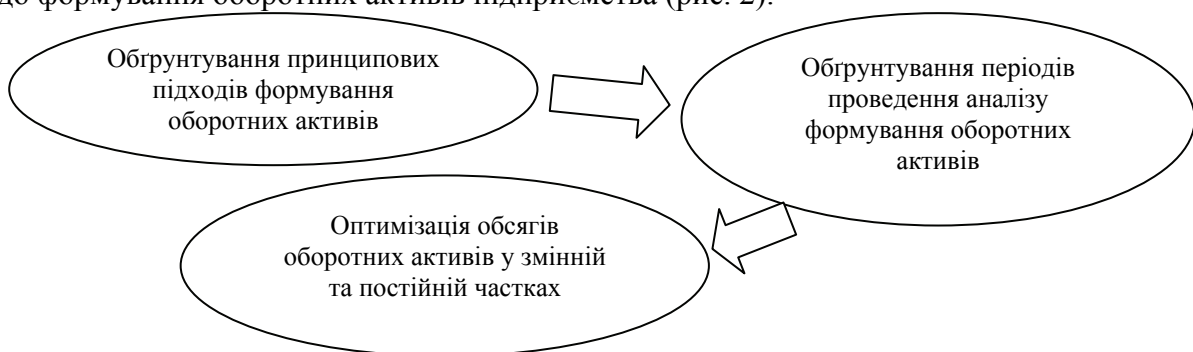 до формування оборотних активів підприємства (рис. 2).
Обґрунтування принципових
підходів формування
оборотних активів
Обґрунтування періодів
проведення аналізу
формування оборотних
активів
Оптимізація обсягів
оборотних активів у змінній
та постійній частках